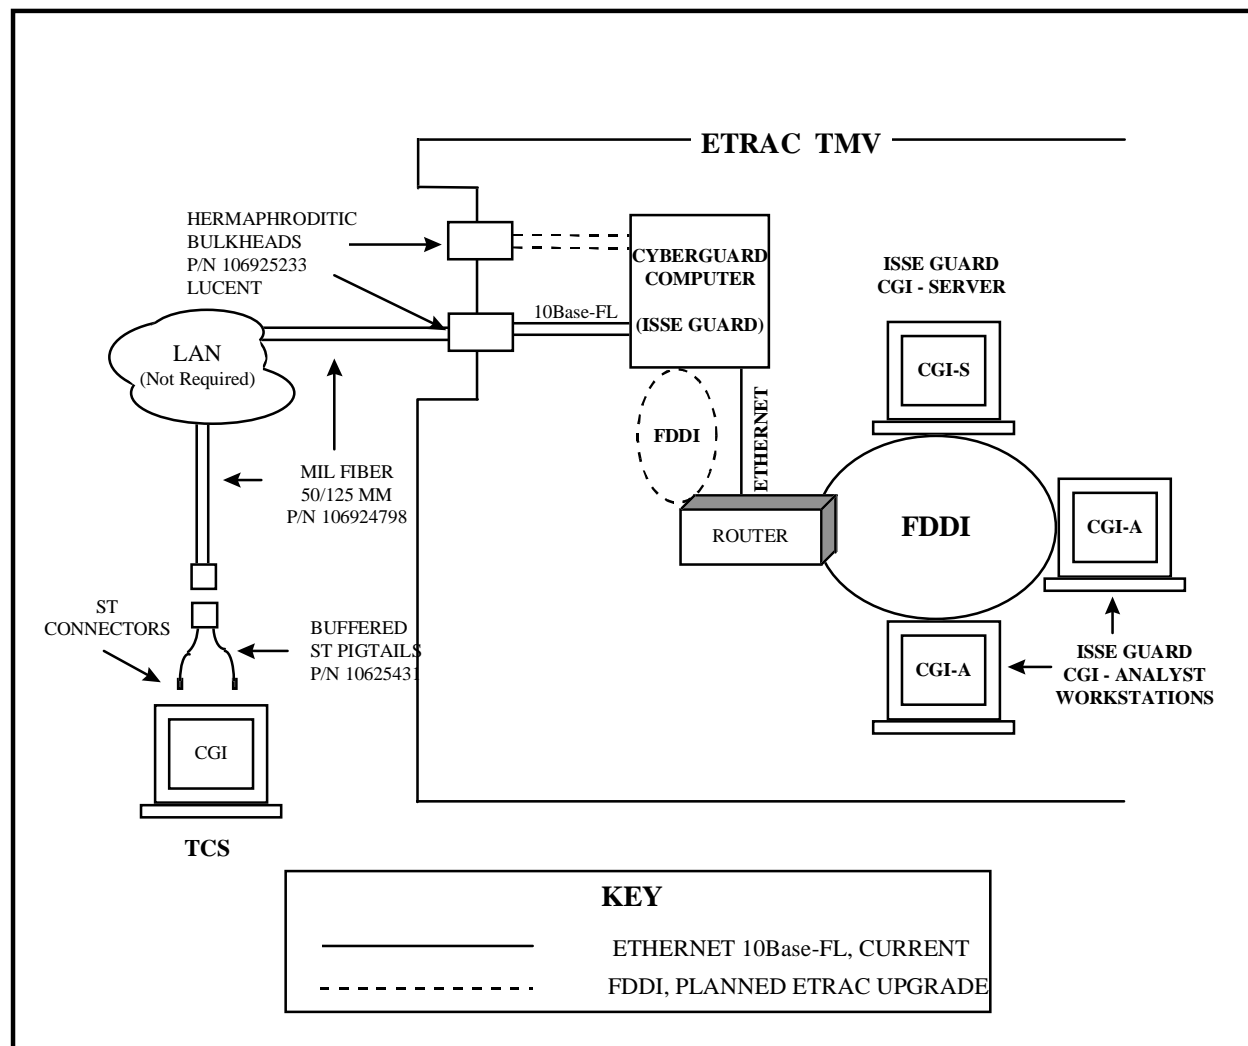 ETRAC TMV
HERMAPHRODITIC
BULKHEADS
P/N 106925233
LUCENT
CYBERGUARD
COMPUTER
(ISSE GUARD)
10Base-FL
ISSE GUARD
CGI - SERVER
CGI-S
LAN
(Not Required)
FDDI
ETHERNET
MIL FIBER
50/125 MM
P/N 106924798
ROUTER
FDDI
CGI-A
ST
CONNECTORS
BUFFERED
ST PIGTAILS
P/N 10625431
CGI-A
ISSE GUARD
CGI - ANALYST
WORKSTATIONS
CGI
TCS
KEY
ETHERNET 10Base-FL, CURRENT
FDDI, PLANNED ETRAC UPGRADE